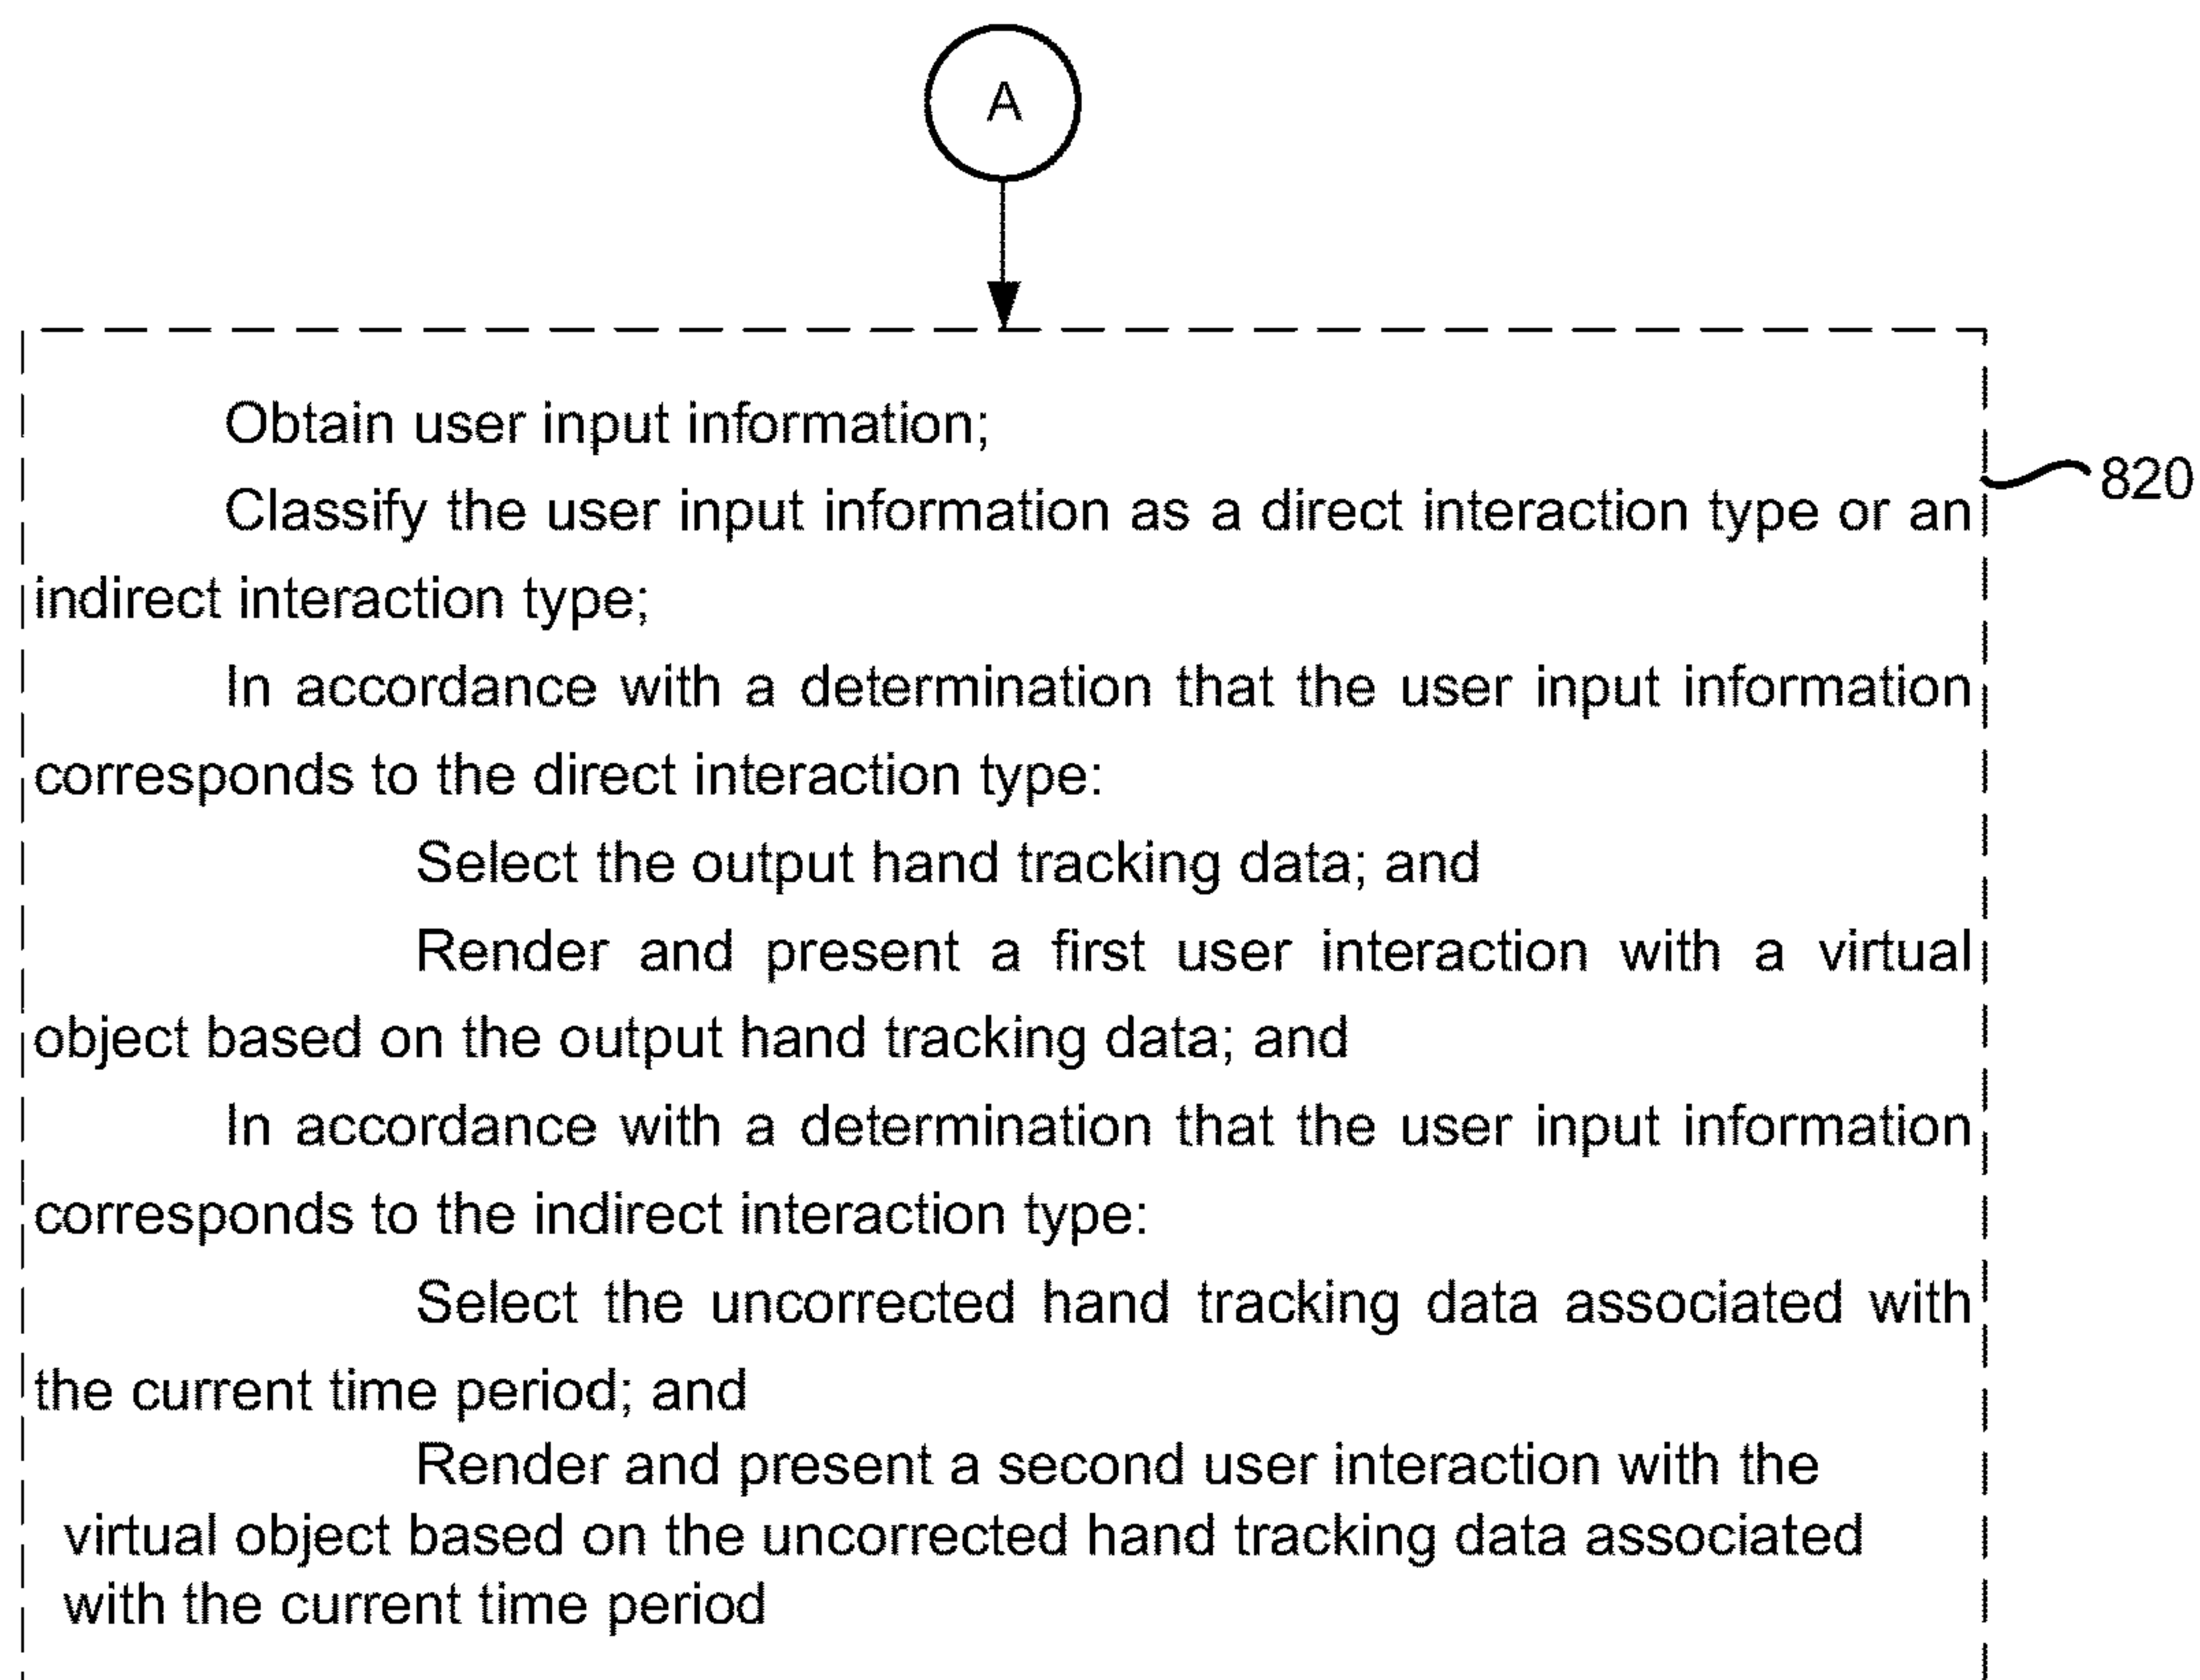 A
Obtain user input information;
Classify the user input information as a direct interaction type or an
820
indirect interaction type;
In accordance with a determination that the user input information
corresponds to the direct interaction type:
Select the output hand tracking data; and
Render and present a first user interaction with a virtual
object based on the output hand tracking data; and
In accordance with a determination that the user input information
corresponds to the indirect interaction type:
Select the uncorrected hand tracking data associated with
the current time period; and
Render and present a second user interaction with the
virtual object based on the uncorrected hand tracking data associated
with the current time period